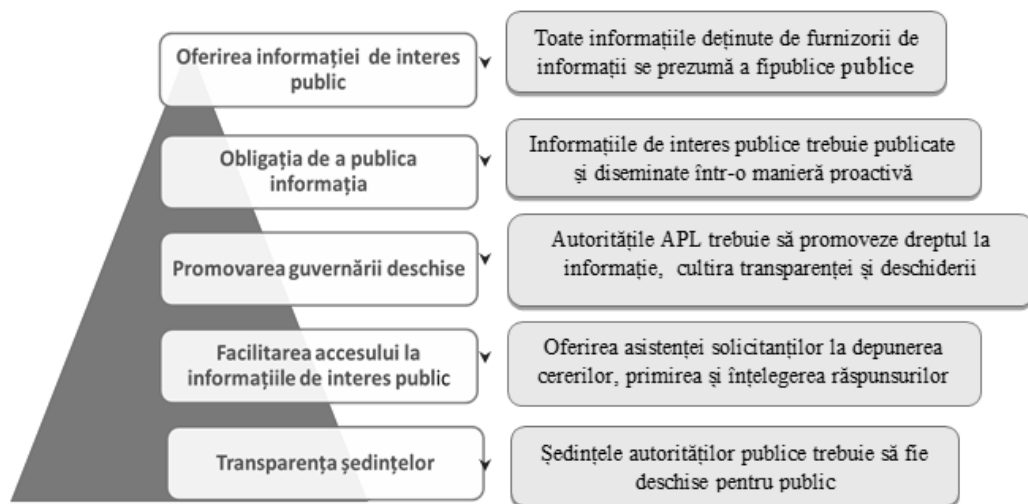 Oferirea informației de interes
public
Toate informațiile deținute de furnizorii de
informații se prezumă a fipublice publice
Obligația de a publica
informația
Informațiile de interes publice trebuie publicate
și diseminate într-o manieră proactivă
Promovarea guvernării deschise
Autoritățile APL trebuie să promoveze dreptul la
informație, cultira transparenței și deschiderii
Facilitarea accesului la
informațiile de interes public
Oferirea asistenței solicitanților la depunerea
cererilor, primirea și înțelegerea răspunsurilor
Transparența ședințelor
Ședințele autorităților publice trebuie să fie
deschise pentru public